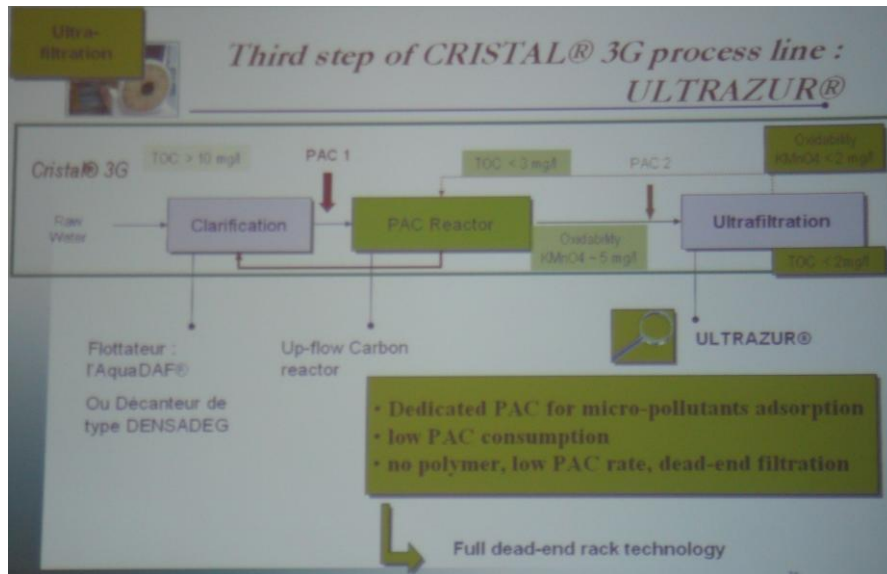 Ultra-
filtration
Third step of CRISTAL® 3G process line :
ULTRAZUR®
Cristal® 3G
TOC > 10 mg/l
PAC 1
TOC < 3 mg/l
PAC 2
Oxidability
KMnO4 < 2 mg/l
Raw
Water
Clarification
PAC Reactor
Ultrafiltration
Oxidability
KMnO4 ~ 5 mg/l
TOC < 2mg/l
Flottateur :
l'AquaDAF®
Ou Décanteur de
type DENSADEG
Up-flow Carbon
reactor
ULTRAZUR®
• Dedicated PAC for micro-pollutants adsorption
• low PAC consumption
• no polymer, low PAC rate, dead-end filtration
Full dead-end rack technology